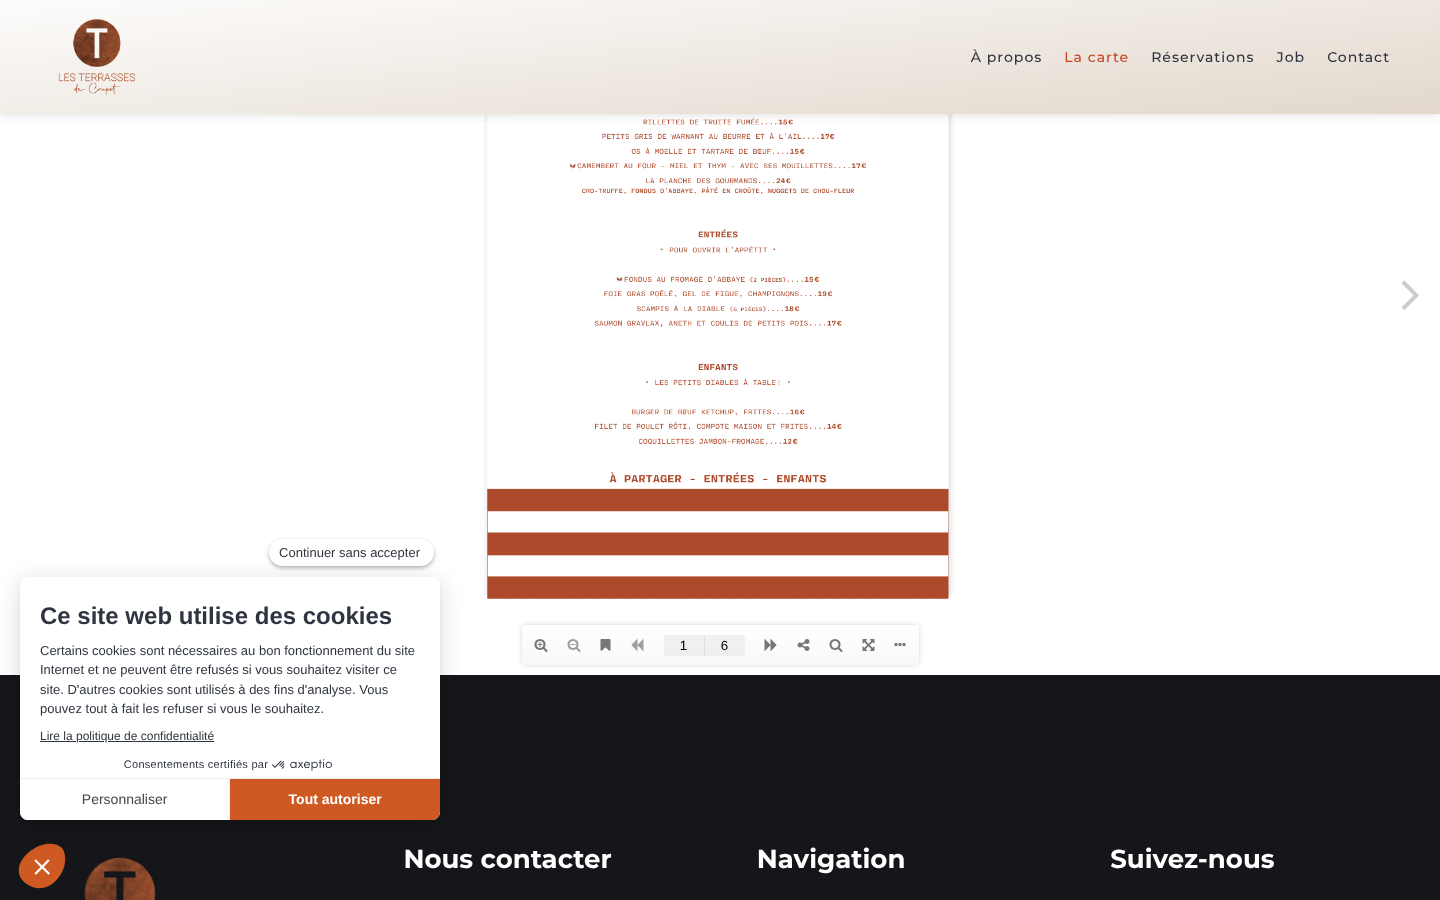 T
LES TERRASSES
de Crupet
À propos
La carte
Réservations
Job
Contact
RILLETTES DE TRUITE FUMÉE....15€
PETITS GRIS DE WARNANT AU BEURRE ET À L'AIL....17€
OS À MOELLE ET TARTARE DE BŒUF....15€
CAMEMBERT AU FOUR - MIEL ET THYM - AVEC SES MOUILLETTES....17€
LA PLANCHE DES GOURMANDS....24€
CRO-TRUFFE, FONDUS D'ABBAYE, PÂTÉ EN CROÛTE, NUGGETS DE CHOU-FLEUR
ENTRÉES
• POUR OUVRIR L'APPÉTIT •
FONDUS AU FROMAGE D'ABBAYE (2 PIÈCES)....15€
FOIE GRAS POÊLÉ, GEL DE FIGUE, CHAMPIGNONS....19€
SCAMPIS À LA DIABLE (6 PIÈCES)....18€
SAUMON GRAVLAX, ANETH ET COULIS DE PETITS POIS....17€
ENFANTS
• LES PETITS DIABLES À TABLE! •
BURGER DE BŒUF KETCHUP, FRITES....16€
FILET DE POULET RÔTI, COMPOTE MAISON ET FRITES....14€
COQUILLETTES JAMBON-FROMAGE....12€
À PARTAGER - ENTRÉES - ENFANTS
1 6
Continuer sans accepter
Ce site web utilise des cookies
Certains cookies sont nécessaires au bon fonctionnement du site
Internet et ne peuvent être refusés si vous souhaitez visiter ce
site. D'autres cookies sont utilisés à des fins d'analyse. Vous
pouvez tout à fait les refuser si vous le souhaitez.
Lire la politique de confidentialité
Consentements certifiés par axeptio
Personnaliser
Tout autoriser
T
Nous contacter
Navigation
Suivez-nous